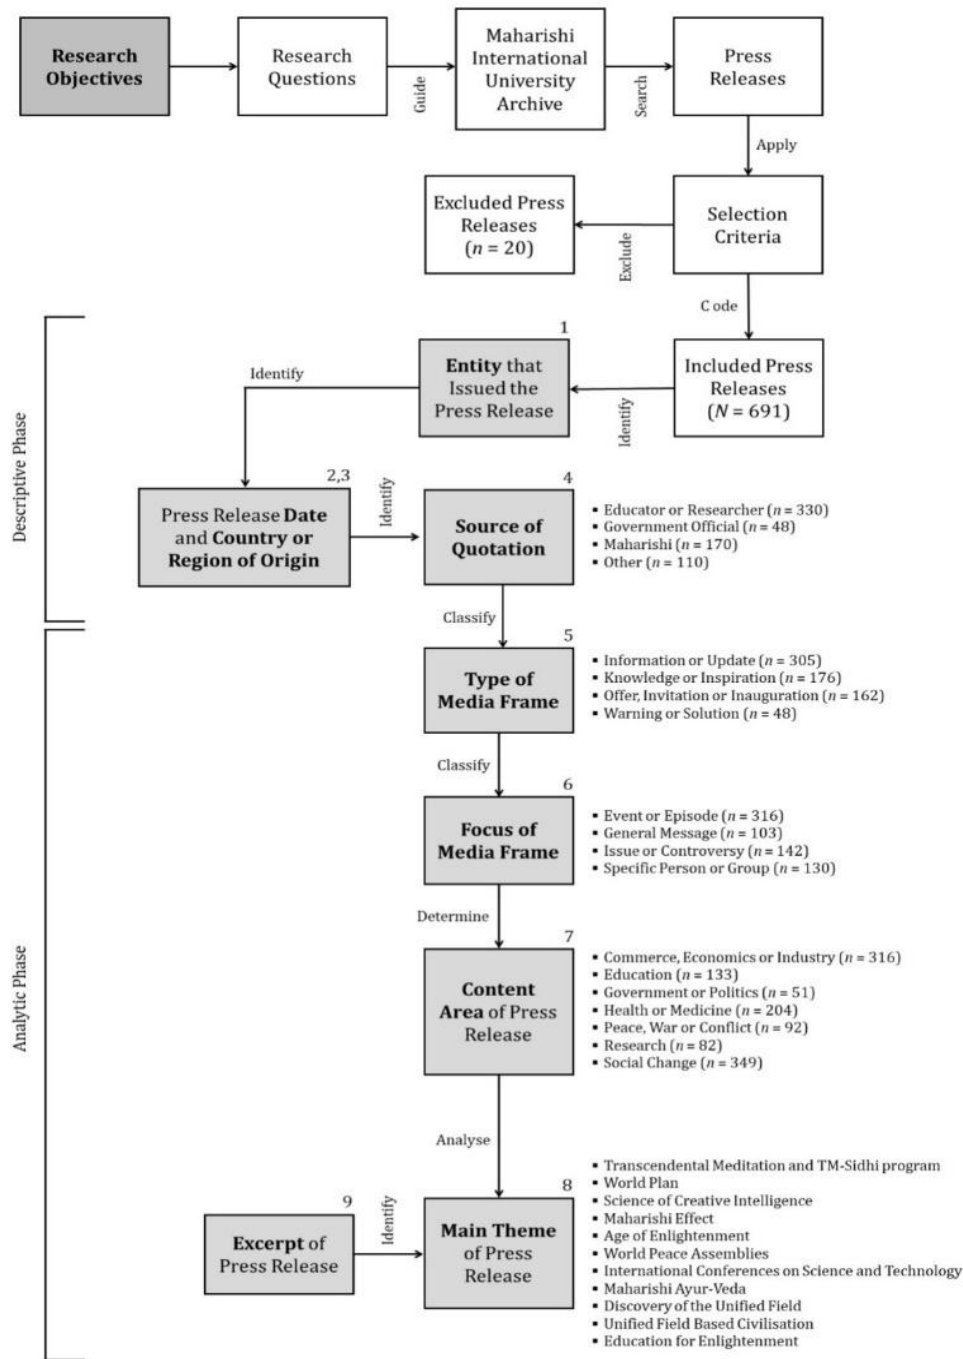 Research
Objectives
Research
Questions
Guide
Maharishi
International
University
Archive
Search
Press
Releases
Apply
Excluded Press
Releases
(n = 20)
Exclude
Selection
Criteria
C ode
Descriptive Phase
Identify
1
Entity that
Issued the
Press Release
Identify
Included Press
Releases
(N = 691)
2,3
Press Release Date
and Country or
Region of Origin
Identify
4
Source of
Quotation
▪ Educator or Researcher (n = 330)
▪ Government Official (n = 48)
▪ Maharishi (n = 170)
▪ Other (n = 110)
Classify
Analytic Phase
5
Type of
Media Frame
▪ Information or Update (n = 305)
▪ Knowledge or Inspiration (n = 176)
▪ Offer, Invitation or Inauguration (n = 162)
▪ Warning or Solution (n = 48)
Classify
6
Focus of
Media Frame
▪ Event or Episode (n = 316)
▪ General Message (n = 103)
▪ Issue or Controversy (n = 142)
▪ Specific Person or Group (n = 130)
Determine
7
Content
Area of Press
Release
▪ Commerce, Economics or Industry (n = 316)
▪ Education (n = 133)
▪ Government or Politics (n = 51)
▪ Health or Medicine (n = 204)
▪ Peace, War or Conflict (n = 92)
▪ Research (n = 82)
▪ Social Change (n = 349)
Analyse
9
Excerpt of
Press Release
Identify
8
Main Theme
of Press
Release
▪ Transcendental Meditation and TM-Sidhi program
▪ World Plan
▪ Science of Creative Intelligence
▪ Maharishi Effect
▪ Age of Enlightenment
▪ World Peace Assemblies
▪ International Conferences on Science and Technology
▪ Maharishi Ayur-Veda
▪ Discovery of the Unified Field
▪ Unified Field Based Civilisation
▪ Education for Enlightenment